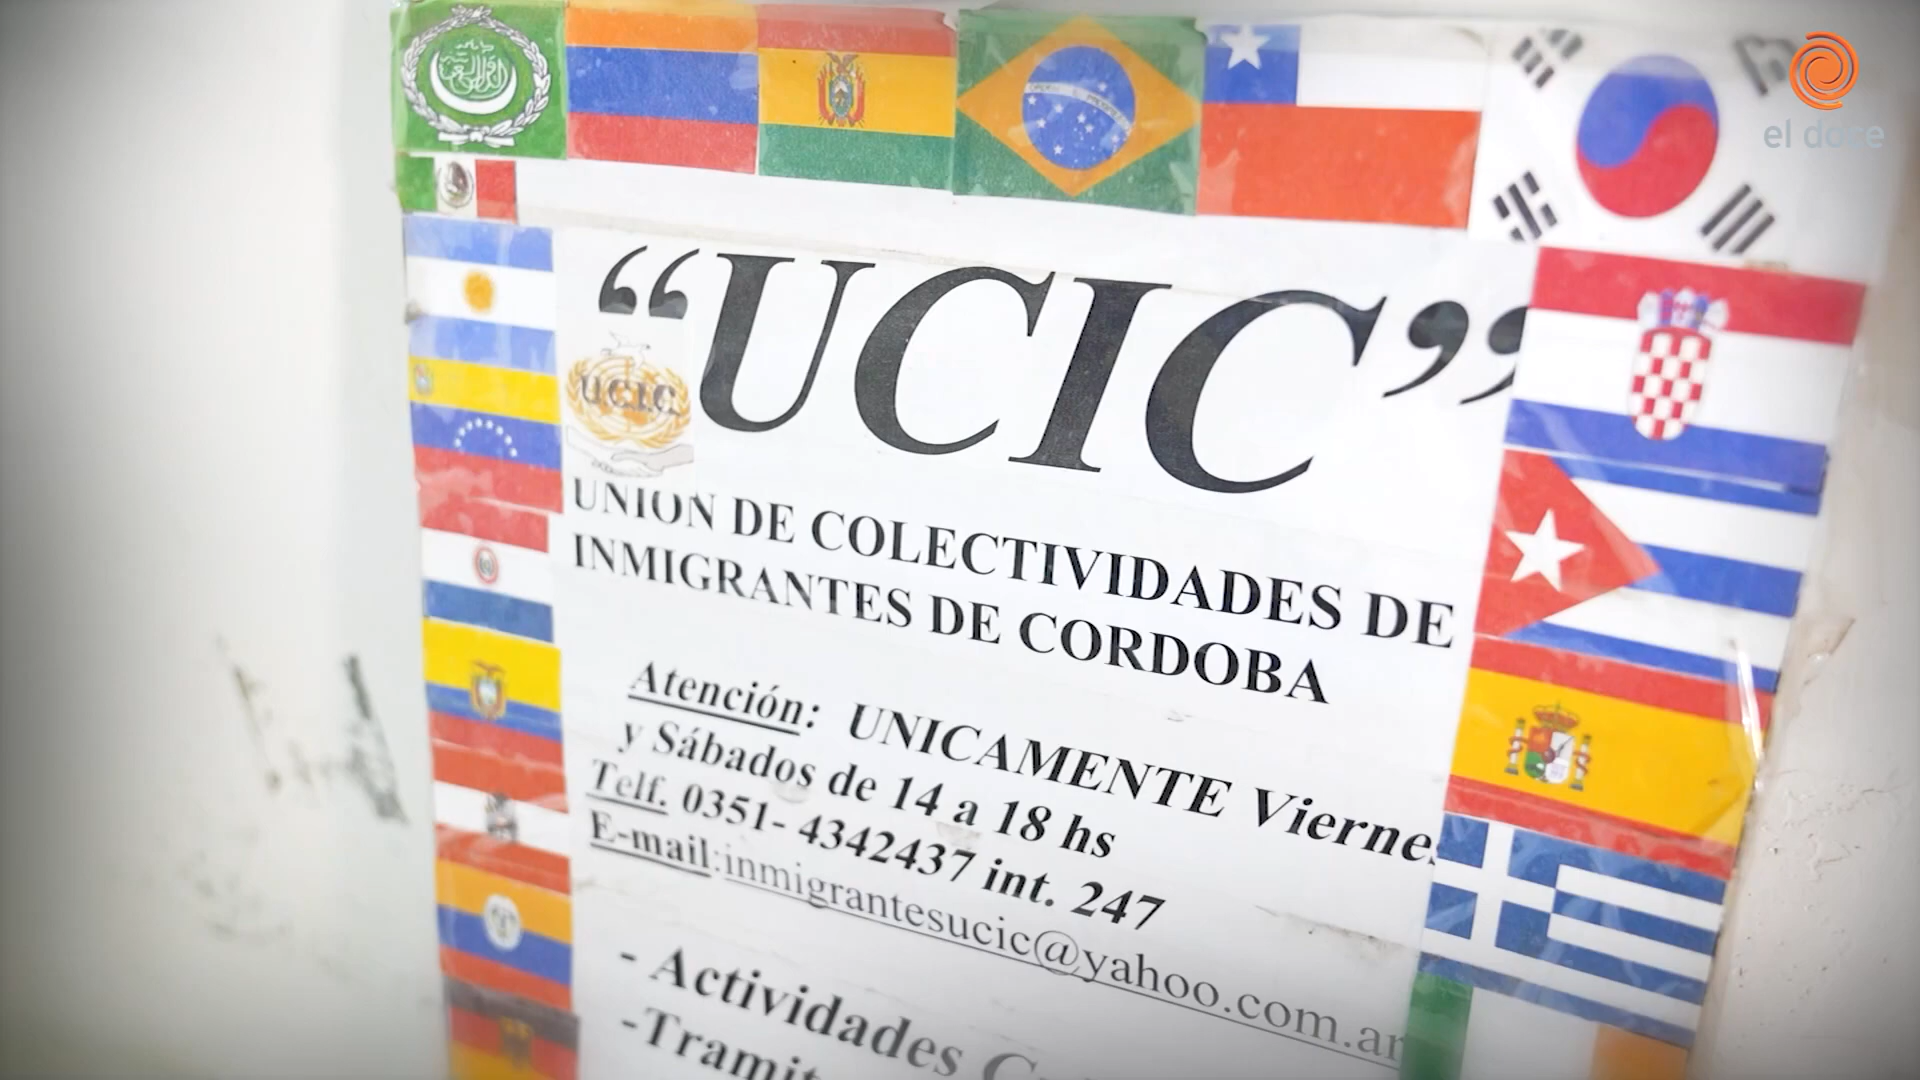 el doce
“UCIC”
U.C.I.C.
UNION DE COLECTIVIDADES DE
INMIGRANTES DE CORDOBA
Atención: UNICAMENTE Viernes
y Sábados de 14 a 18 hs
Telf. 0351- 4342437 int. 247
E-mail:inmigrantesucic@yahoo.com.ar
- Actividades